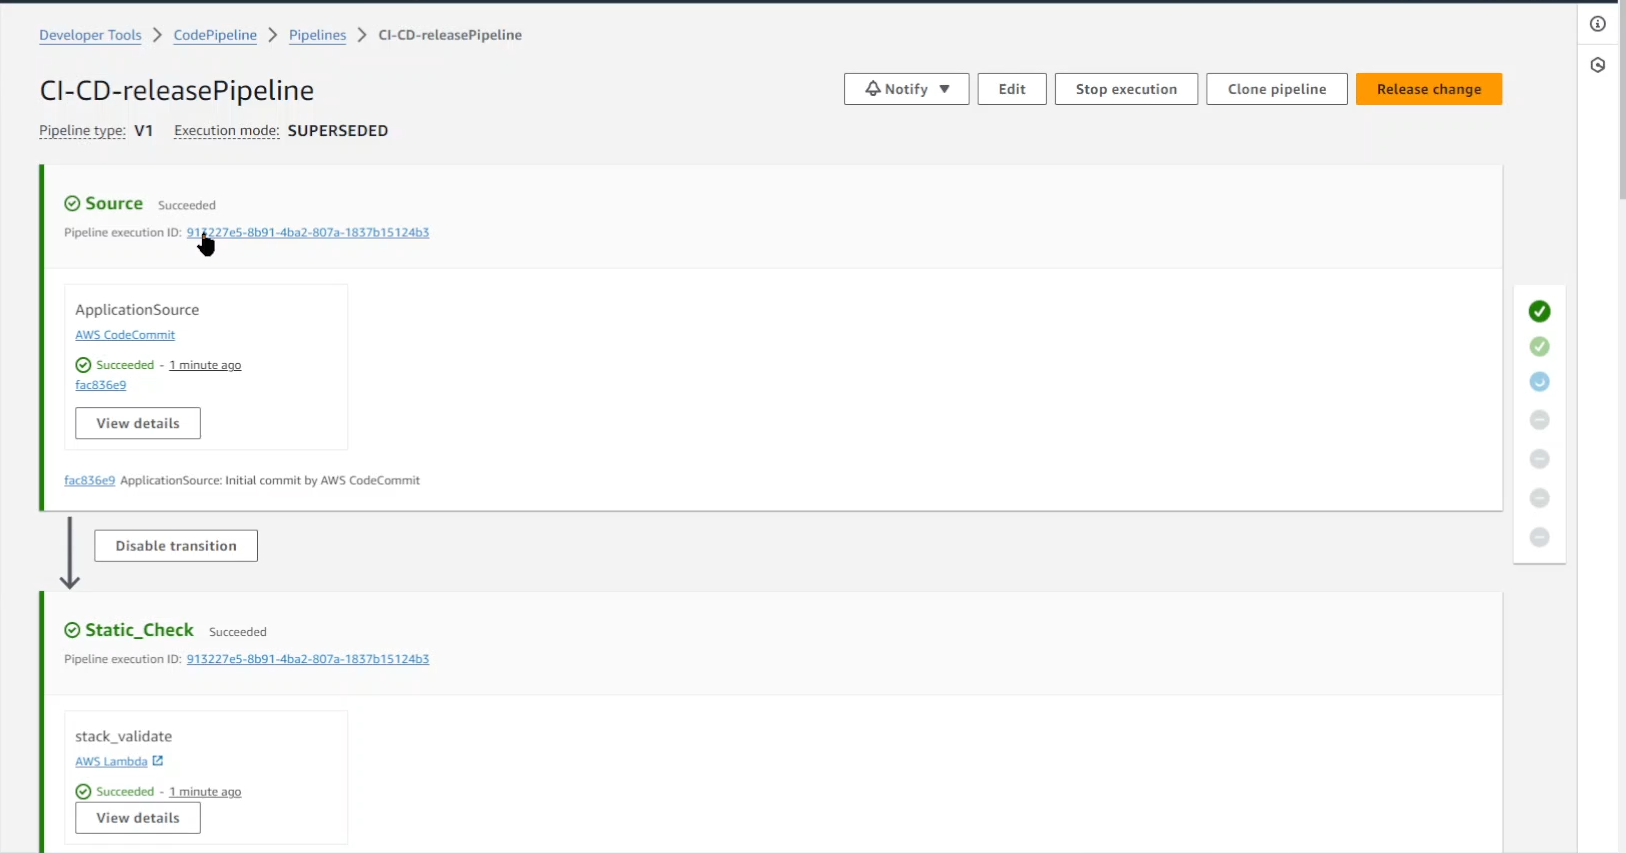 Developer Tools > CodePipeline > Pipelines > CI-CD-releasePipeline
CI-CD-releasePipeline
Notify Edit Stop execution Clone pipeline Release change
Pipeline type: V1 Execution mode: SUPERSEDED
Source Succeeded
Pipeline execution ID: 913227e5-8b91-4ba2-807a-1837b15124b3
ApplicationSource
AWS CodeCommit
Succeeded - 1 minute ago
fac836e9
View details
fac836e9 ApplicationSource: Initial commit by AWS CodeCommit
Disable transition
Static_Check Succeeded
Pipeline execution ID: 913227e5-8b91-4ba2-807a-1837b15124b3
stack_validate
AWS Lambda
Succeeded - 1 minute ago
View details